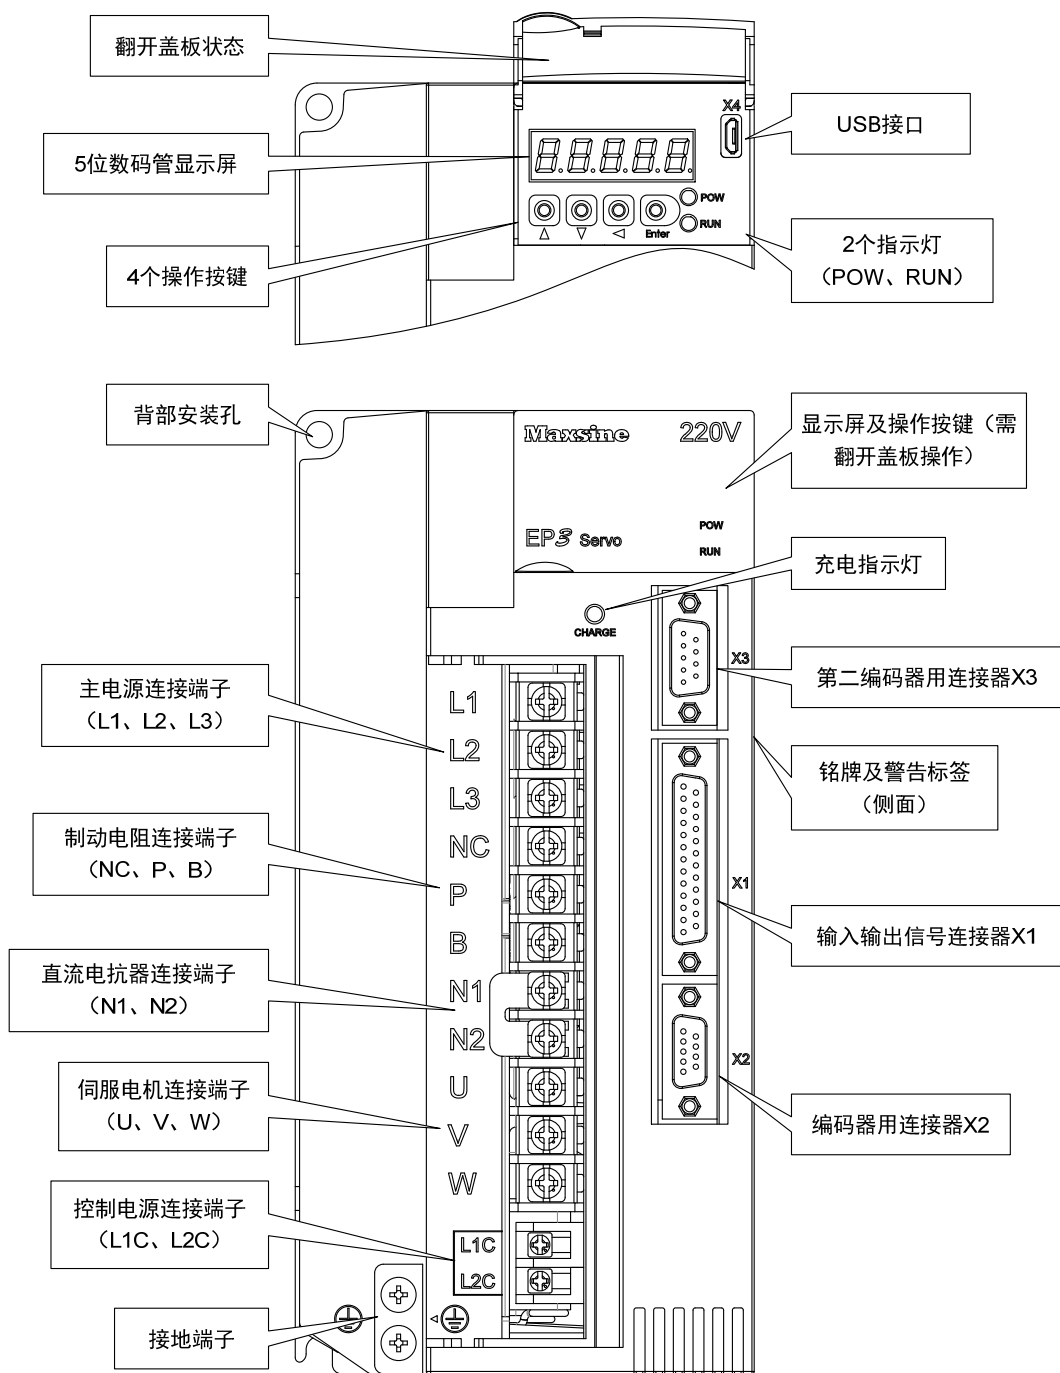 翻开盖板状态
X4
USB接口
5位数码管显示屏
POW
RUN
Enter
4个操作按键
2个指示灯
（POW、RUN）
背部安装孔
Maxsine 220V
显示屏及操作按键（需
翻开盖板操作）
POW
EP3 Servo
RUN
充电指示灯
CHARGE
X3
第二编码器用连接器X3
主电源连接端子
（L1、L2、L3）
L1
L2
L3
铭牌及警告标签
（侧面）
制动电阻连接端子
（NC、P、B）
NC
P
B
X1
输入输出信号连接器X1
直流电抗器连接端子
（N1、N2）
N1
N2
X2
伺服电机连接端子
（U、V、W）
U
V
W
编码器用连接器X2
控制电源连接端子
（L1C、L2C）
L1C
L2C
接地端子